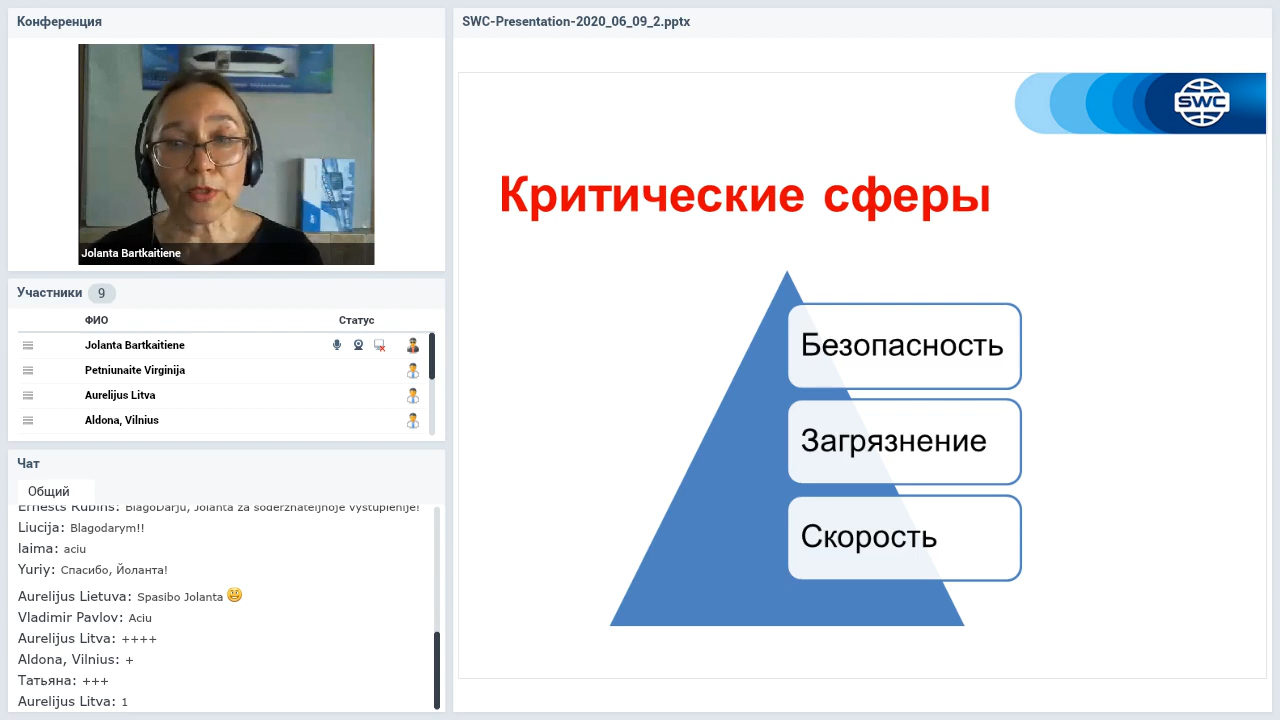 Конференция
Jolanta Bartkaitiene
Участники 9
ФИО Статус
Jolanta Bartkaitiene
Petniunaite Virginija
Aurelijus Litva
Aldona, Vilnius
Чат
Общий
Ernests Rubins: BlagoDarju, Jolanta za soderzhateljnoje vystuplenije!
Liucija: Blagodarym!!
laima: aciu
Yuriy: Спасибо, Йоланта!
Aurelijus Lietuva: Spasibo Jolanta
Vladimir Pavlov: Aciu
Aurelijus Litva: ++++
Aldona, Vilnius: +
Татьяна: +++
Aurelijus Litva: 1
SWC-Presentation-2020_06_09_2.pptx
SWC
Критические сферы
Безопасность
Загрязнение
Скорость